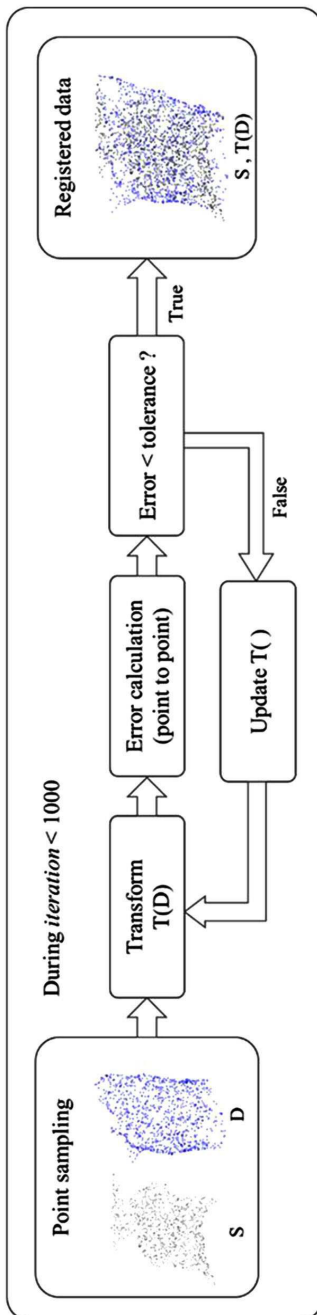 Point sampling
S
D
During iteration < 1000
Transform
T(D)
Error calculation
(point to point)
Error < tolerance ?
True
False
Update T( )
Registered data
S , T(D)